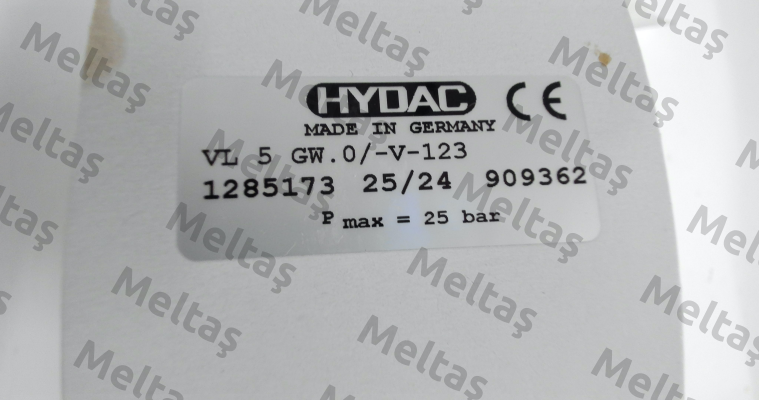 HYDAC CE
MADE IN GERMANY
VL 5 GW.0/-V-123
1285173 25/24 909362
P max = 25 bar
Meltaş